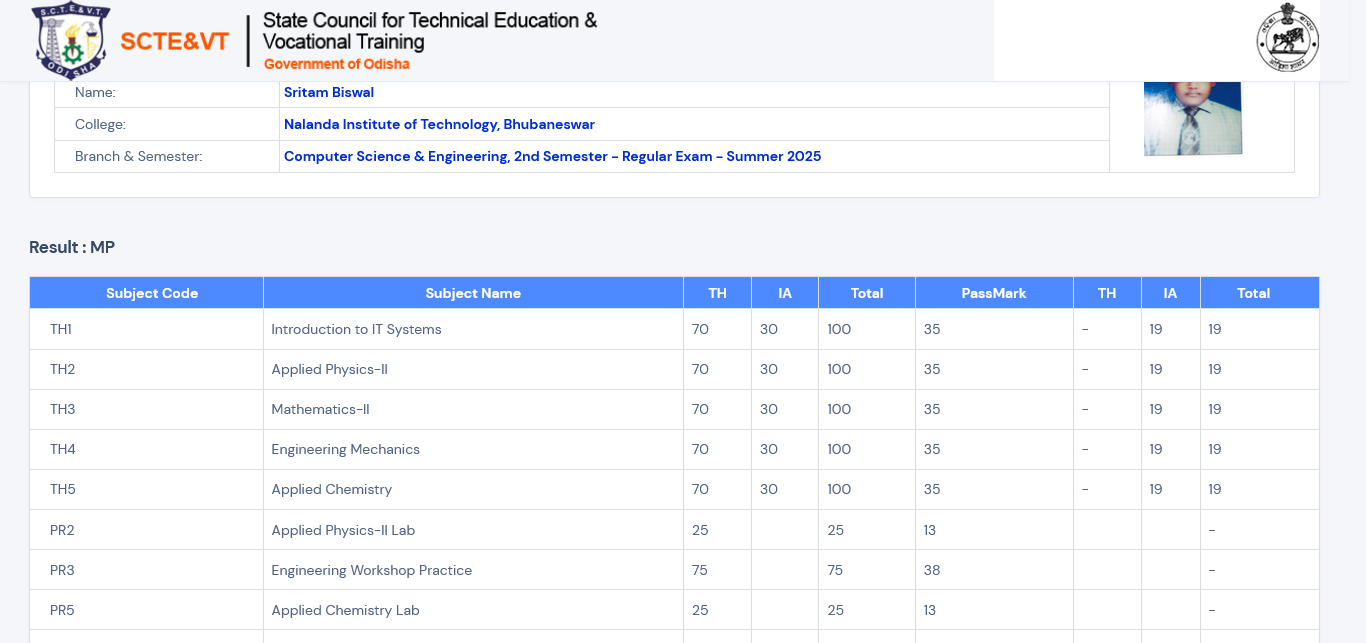 S.C.T.E.& V.T.
ODISHA
SCTE&VT
State Council for Technical Education &
Vocational Training
Government of Odisha
Name: Sritam Biswal
College: Nalanda Institute of Technology, Bhubaneswar
Branch & Semester: Computer Science & Engineering, 2nd Semester - Regular Exam - Summer 2025
Result : MP
Subject Code Subject Name TH IA Total PassMark TH IA Total
TH1 Introduction to IT Systems 70 30 100 35 - 19 19
TH2 Applied Physics-II 70 30 100 35 - 19 19
TH3 Mathematics-II 70 30 100 35 - 19 19
TH4 Engineering Mechanics 70 30 100 35 - 19 19
TH5 Applied Chemistry 70 30 100 35 - 19 19
PR2 Applied Physics-II Lab 25 25 13 -
PR3 Engineering Workshop Practice 75 75 38 -
PR5 Applied Chemistry Lab 25 25 13 -